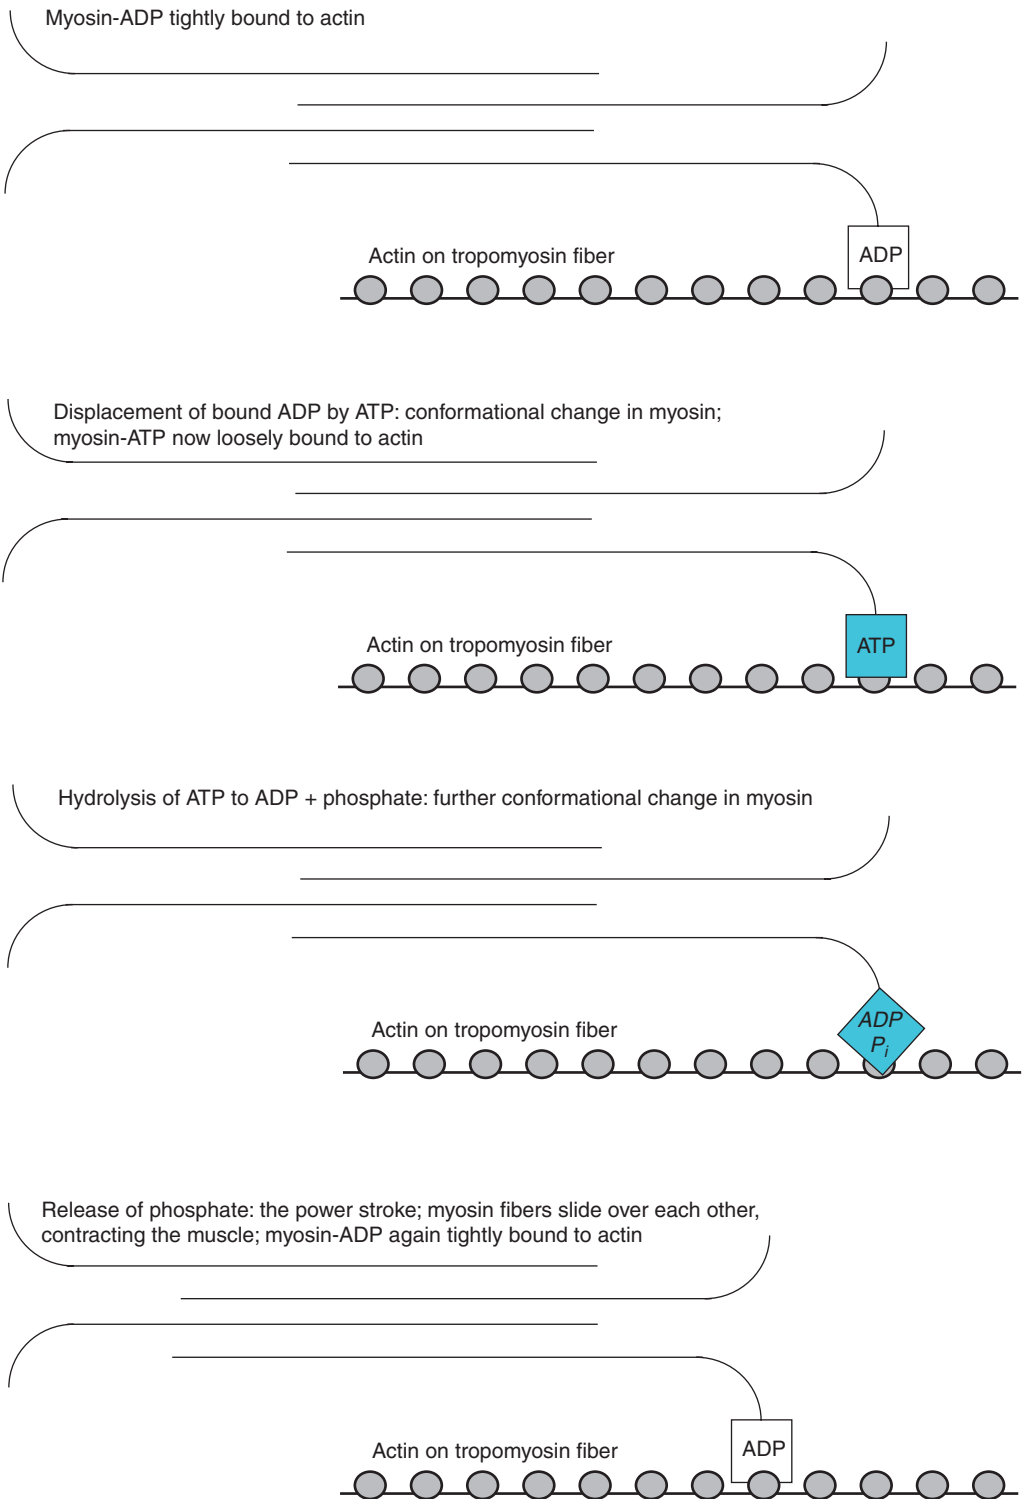 Myosin-ADP tightly bound to actin
ADP
Actin on tropomyosin fiber
Displacement of bound ADP by ATP: conformational change in myosin;
myosin-ATP now loosely bound to actin
ATP
Actin on tropomyosin fiber
Hydrolysis of ATP to ADP + phosphate: further conformational change in myosin
ADP
Pi
Actin on tropomyosin fiber
Release of phosphate: the power stroke; myosin fibers slide over each other,
contracting the muscle; myosin-ADP again tightly bound to actin
ADP
Actin on tropomyosin fiber